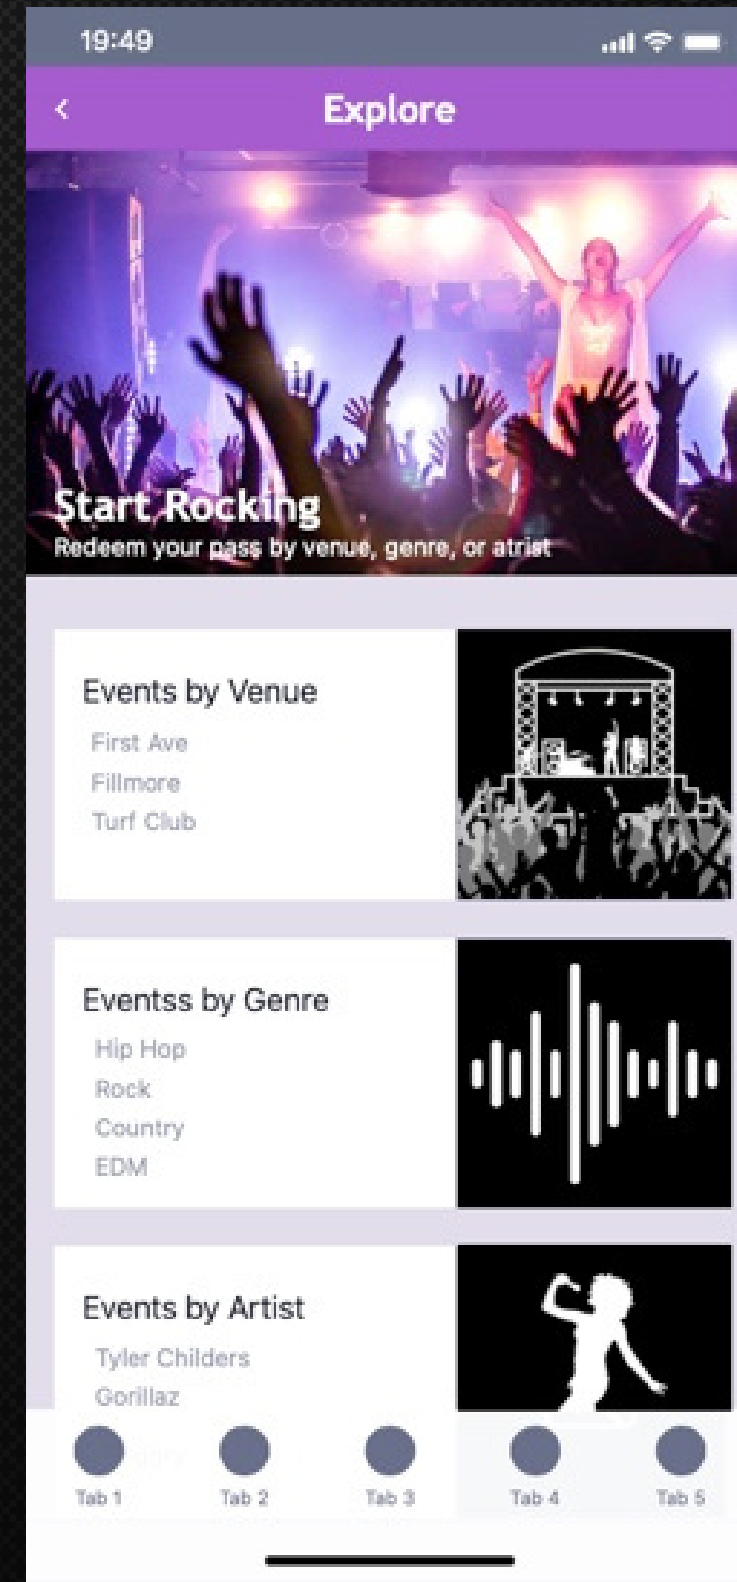 19:49
Explore
Start Rocking
Redeem your pass by venue, genre, or atrist
Events by Venue
First Ave
Fillmore
Turf Club
Eventss by Genre
Hip Hop
Rock
Country
EDM
Events by Artist
Tyler Childers
Gorillaz
Tab 1
Tab 2
Tab 3
Tab 4
Tab 5